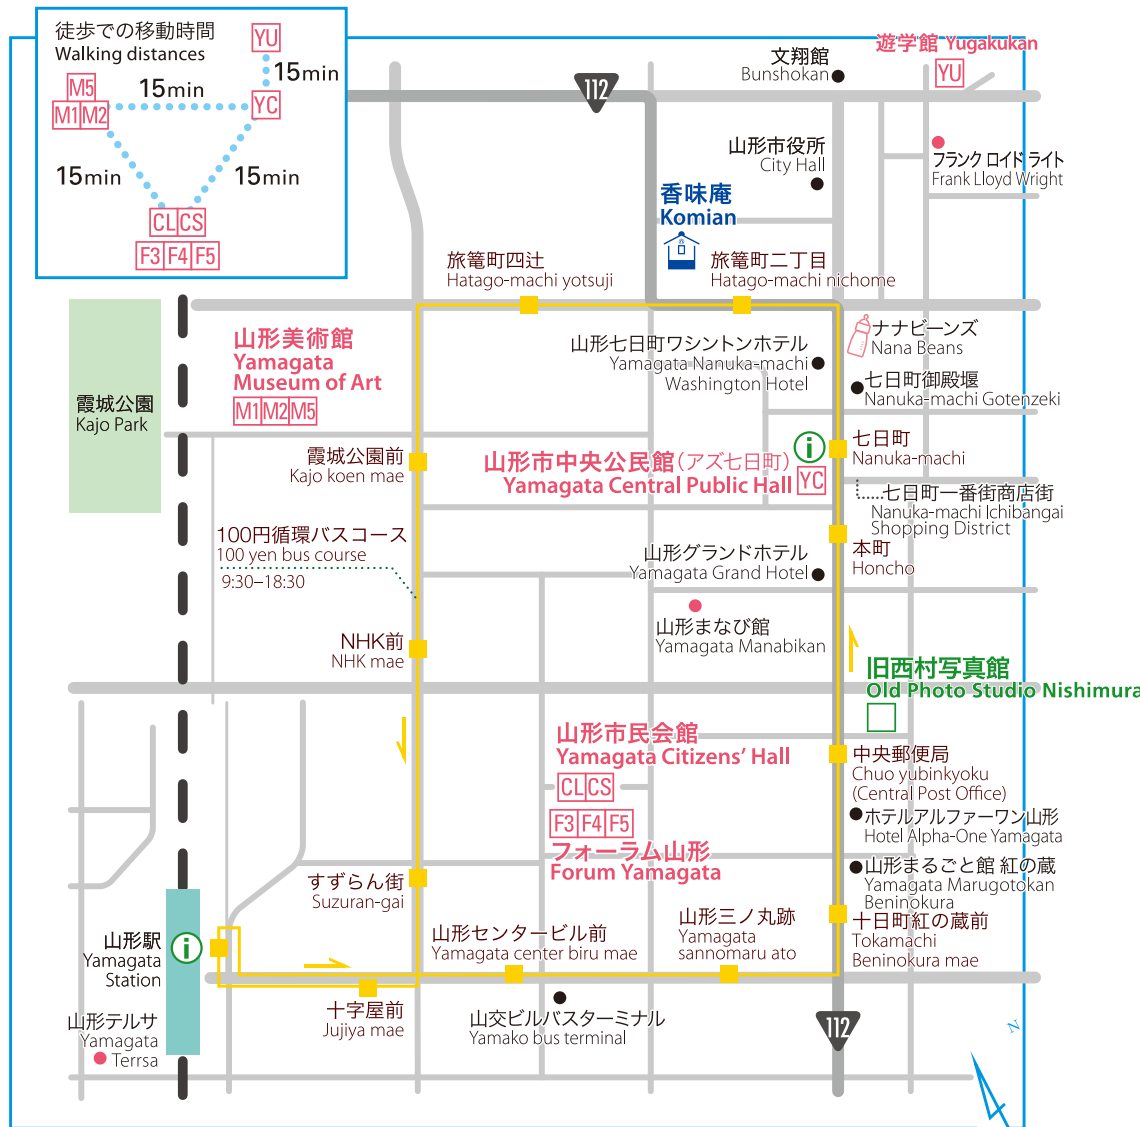 徒歩での移動時間
Walking distances
YU
15min
M5
15min
M1 M2
YC
15min
15min
CL CS
F3 F4 F5
112
文翔館
Bunshokan
遊学館 Yugakukan
YU
山形市役所
City Hall
フランク ロイド ライト
Frank Lloyd Wright
香味庵
Komian
旅篭町四辻
Hatago-machi yotsuji
旅篭町二丁目
Hatago-machi nichome
山形美術館
Yamagata
Museum of Art
M1 M2 M5
霞城公園
Kajo Park
山形七日町ワシントンホテル
Yamagata Nanuka-machi
Washington Hotel
ナナビーンズ
Nana Beans
七日町御殿堰
Nanuka-machi Gotenzeki
霞城公園前
Kajo koen mae
山形市中央公民館(アズ七日町)
Yamagata Central Public Hall
YC
i
七日町
Nanuka-machi
七日町一番街商店街
Nanuka-machi Ichibangai
Shopping District
100円循環バスコース
100 yen bus course
9:30–18:30
山形グランドホテル
Yamagata Grand Hotel
本町
Honcho
NHK前
NHK mae
山形まなび館
Yamagata Manabikan
旧西村写真館
Old Photo Studio Nishimura
山形市民会館
Yamagata Citizens' Hall
CL CS
F3 F4 F5
フォーラム山形
Forum Yamagata
中央郵便局
Chuo yubinkyoku
(Central Post Office)
ホテルアルファーワン山形
Hotel Alpha-One Yamagata
山形まるごと館 紅の蔵
Yamagata Marugotokan
Beninokura
すずらん街
Suzuran-gai
山形駅
Yamagata
Station
i
山形センタービル前
Yamagata center biru mae
山形三ノ丸跡
Yamagata
sannomaru ato
十日町紅の蔵前
Tokamachi
Beninokura mae
十字屋前
Jujiya mae
山交ビルバスターミナル
Yamako bus terminal
山形テルサ
Yamagata
Terrsa
112
N